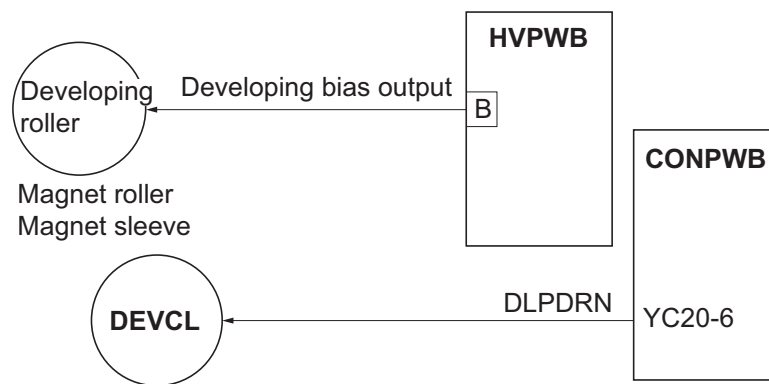 HVPWB
Developing
roller
Developing bias output
B
CONPWB
Magnet roller
Magnet sleeve
DEVCL
DLPDRN
YC20-6